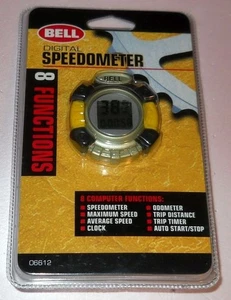 BELL
DIGITAL
SPEEDOMETER
8 FUNCTIONS
BELL
8 COMPUTER FUNCTIONS:
SPEEDOMETER
MAXIMUM SPEED
AVERAGE SPEED
CLOCK
ODOMETER
TRIP DISTANCE
TRIP TIMER
AUTO START/STOP
D6612